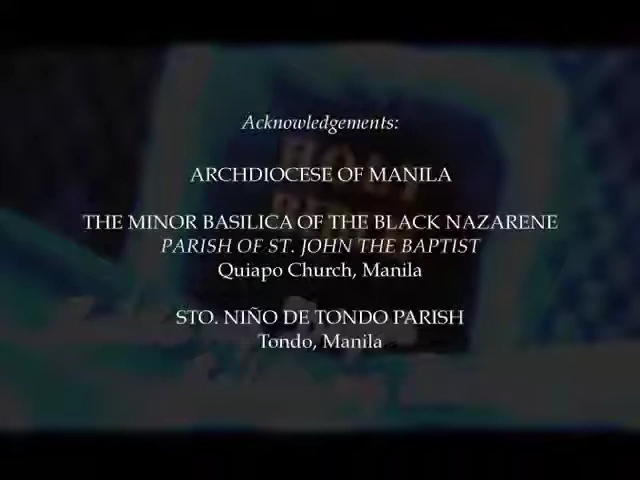 Acknowledgements:
ARCHDIOCESE OF MANILA
THE MINOR BASILICA OF THE BLACK NAZARENE
PARISH OF ST. JOHN THE BAPTIST
Quiapo Church, Manila
STO. NIÑO DE TONDO PARISH
Tondo, Manila
HOLY